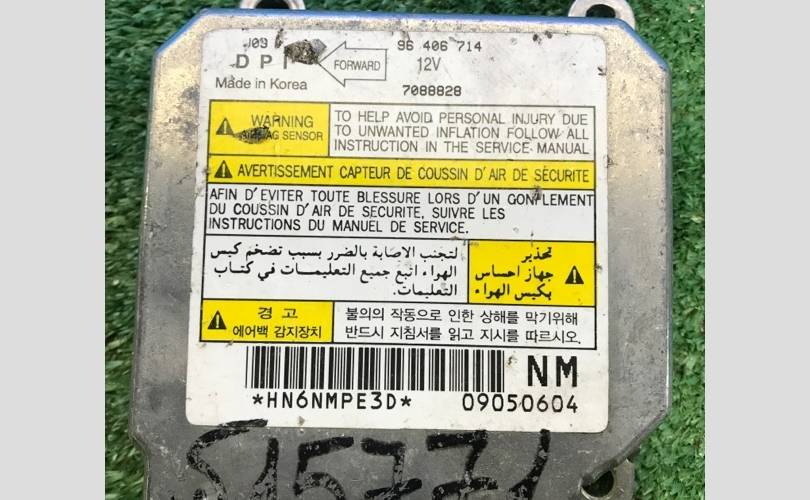 J09 96 406 714
DPI FORWARD 12V
Made in Korea 7088828
WARNING
SENSOR
TO HELP AVOID PERSONAL INJURY DUE
TO UNWANTED INFLATION FOLLOW ALL
INSTRUCTION IN THE SERVICE MANUAL
AVERTISSEMENT CAPTEUR DE COUSSIN D'AIR DE SÉCURITE
AFIN D'EVITER TOUTE BLESSURE LORS D'UN GONFLEMENT
DU COUSSIN D'AIR DE SECURITE, SUIVRE LES
INSTRUCTIONS DU MANUEL DE SERVICE.
تحذير
جهاز احساس
بكيس الهواء
لتجنب الاصابة بالضرر بسبب تضخم كيس
الهواء اتبع جميع التعليمات في كتاب
التعليمات.
경 고
에어백 감지장치
불의의 작동으로 인한 상해를 막기위해
반드시 지침서를 읽고 지시를 따르시오.
NM
*HN6NMPE3D* 09050604